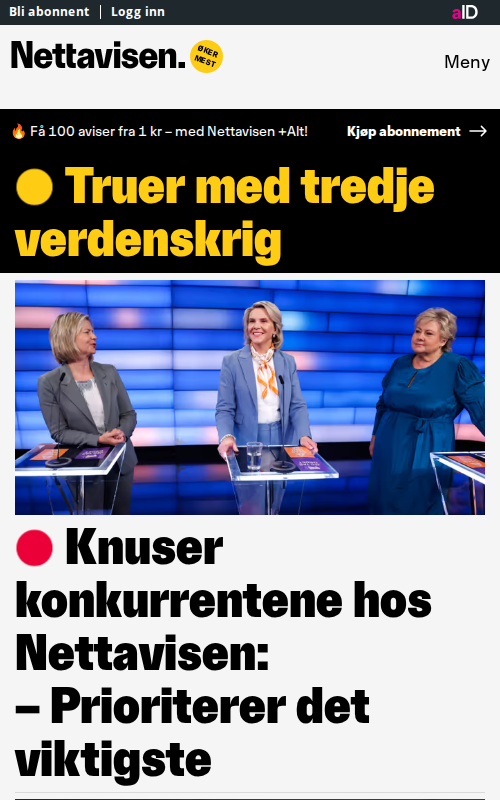 Bli abonnent | Logg inn
aID
Nettavisen.
ØKER
MEST
Meny
🔥 Få 100 aviser fra 1 kr – med Nettavisen +Alt!
Kjøp abonnement →
Truer med tredje
verdenskrig
Knuser
konkurrentene hos
Nettavisen:
– Prioriterer det
viktigste